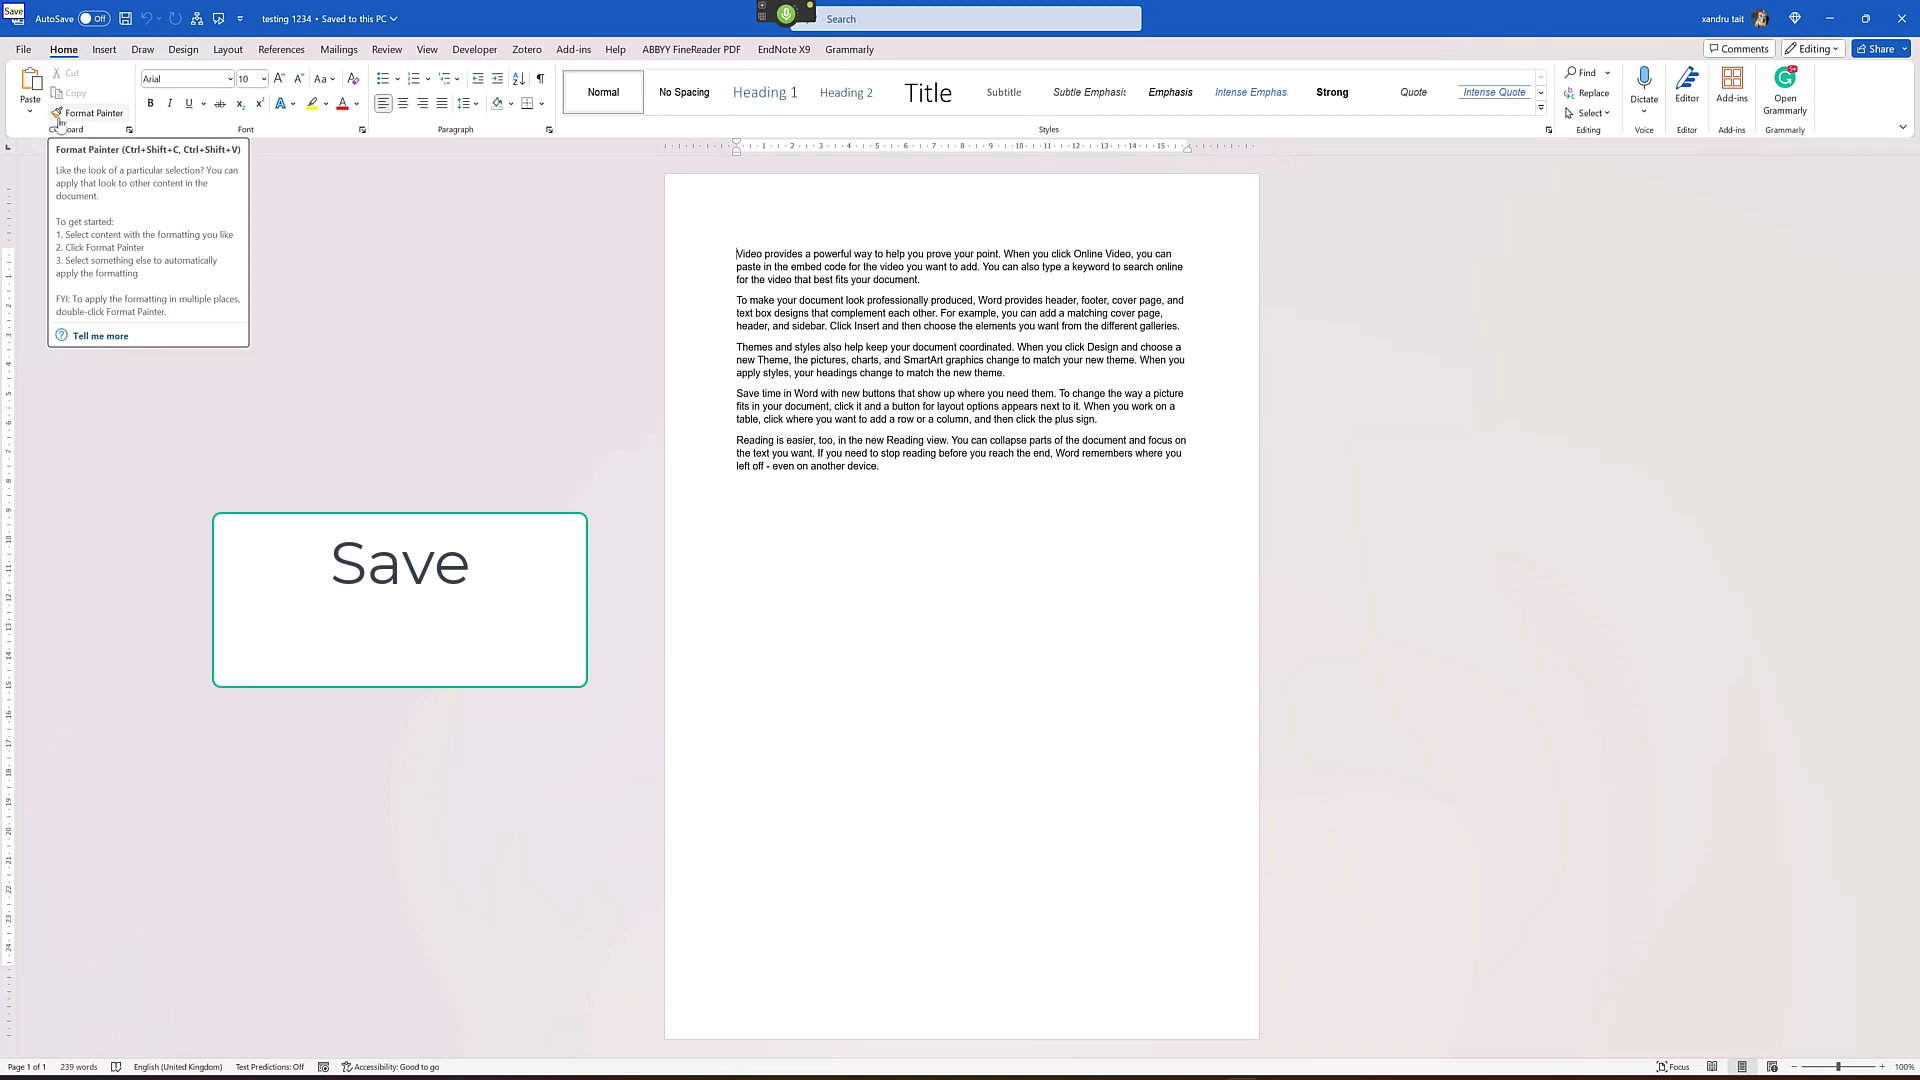 Save
AutoSave Off testing 1234 • Saved to this PC Search xandru tait
File Home Insert Draw Design Layout References Mailings Review View Developer Zotero Add-ins Help ABBYY FineReader PDF EndNote X9 Grammarly Comments Editing Share
Paste Cut Copy Format Painter
Arial 10 Aa
B I U ab x₂ x² A A
Normal No Spacing Heading 1 Heading 2 Title Subtitle Subtle Emphasis Emphasis Intense Emphas Strong Quote Intense Quote
Find Replace Select
Dictate Editor Add-ins Open Grammarly
Clipboard Font Paragraph Styles Editing Voice Editor Add-ins Grammarly
1 2 3 4 5 6 7 8 9 10 11 12 13 14 15
Format Painter (Ctrl+Shift+C, Ctrl+Shift+V)
Like the look of a particular selection? You can
apply that look to other content in the
document.
To get started:
1. Select content with the formatting you like
2. Click Format Painter
3. Select something else to automatically
apply the formatting
FYI: To apply the formatting in multiple places,
double-click Format Painter.
Tell me more
Video provides a powerful way to help you prove your point. When you click Online Video, you can
paste in the embed code for the video you want to add. You can also type a keyword to search online
for the video that best fits your document.
To make your document look professionally produced, Word provides header, footer, cover page, and
text box designs that complement each other. For example, you can add a matching cover page,
header, and sidebar. Click Insert and then choose the elements you want from the different galleries.
Themes and styles also help keep your document coordinated. When you click Design and choose a
new Theme, the pictures, charts, and SmartArt graphics change to match your new theme. When you
apply styles, your headings change to match the new theme.
Save time in Word with new buttons that show up where you need them. To change the way a picture
fits in your document, click it and a button for layout options appears next to it. When you work on a
table, click where you want to add a row or a column, and then click the plus sign.
Reading is easier, too, in the new Reading view. You can collapse parts of the document and focus on
the text you want. If you need to stop reading before you reach the end, Word remembers where you
left off - even on another device.
Save
Page 1 of 1 239 words English (United Kingdom) Text Predictions: Off Accessibility: Good to go Focus 100%